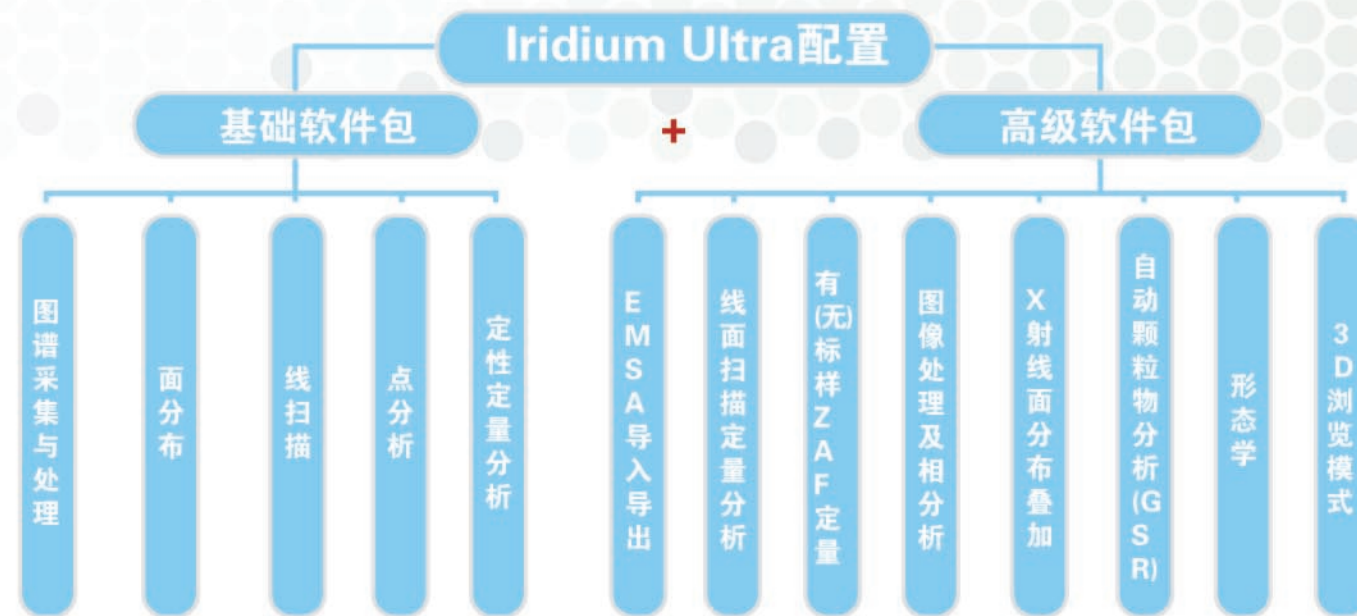 Iridium Ultra配置
基础软件包
+
高级软件包
图谱采集与处理
面分布
线扫描
点分析
定性定量分析
EMSA导入导出
线面扫描定量分析
有(无)标样ZAF定量
图像处理及相分析
X射线面分布叠加
自动颗粒物分析(GSR)
形态学
3D浏览模式